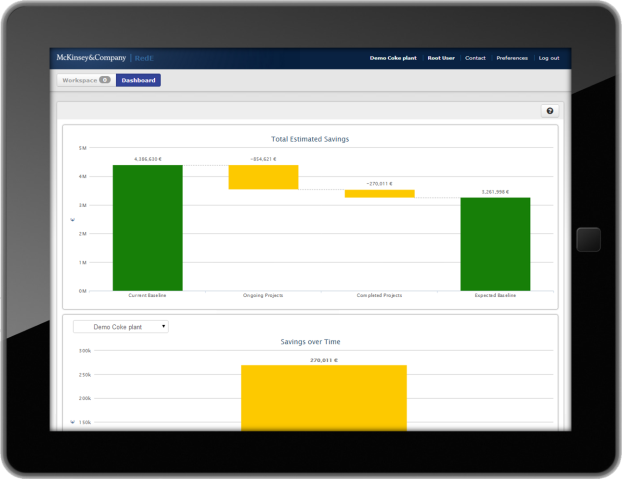 McKinsey&Company | RedE
Demo Coke plant Root User Contact Preferences Log out
Workspace 0 Dashboard
?
Total Estimated Savings
5M
4,386,630 €
-854,621 €
4M
-270,011 €
3,261,998 €
3M
€
2M
1M
0M
Current Baseline Ongoing Projects Completed Projects Expected Baseline
Demo Coke plant
Savings over Time
300k
270,011 €
250k
200k
€ 150k